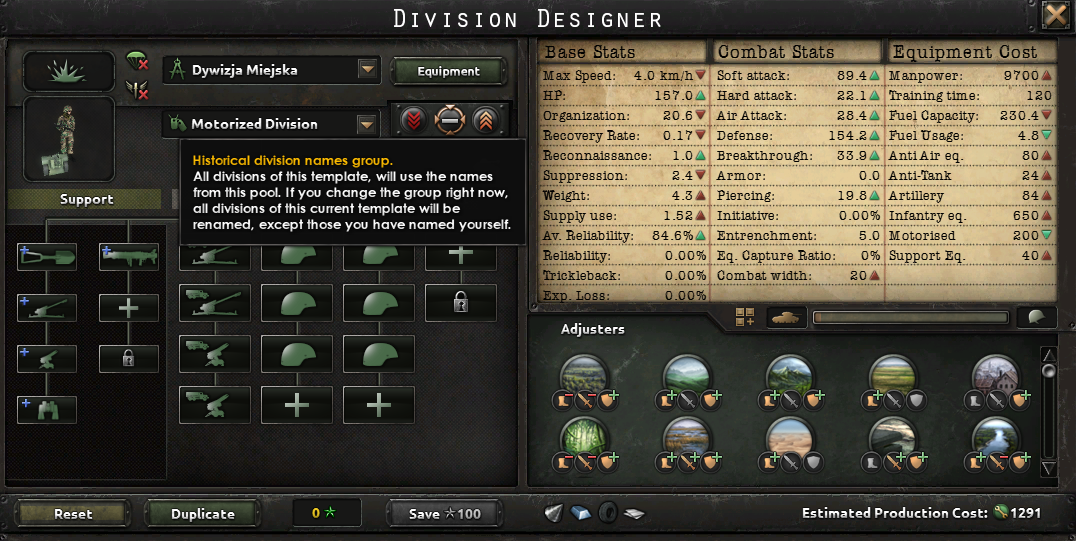 Division Designer
Dywizja Miejska
Equipment
Motorized Division
Historical division names group.
All divisions of this template, will use the names
from this pool. If you change the group right now,
all divisions of this current template will be
renamed, except those you have named yourself.
Support
Base Stats
Max Speed: 4.0 km/h
HP: 157.0
Organization: 20.6
Recovery Rate: 0.17
Reconnaissance: 1.0
Suppression: 2.4
Weight: 4.3
Supply use: 1.52
Av. Reliability: 84.6%
Reliability: 0.00%
Trickleback: 0.00%
Exp. Loss: 0.00%
Combat Stats
Soft attack: 89.4
Hard attack: 22.1
Air Attack: 28.4
Defense: 154.2
Breakthrough: 33.9
Armor: 0.0
Piercing: 19.8
Initiative: 0.00%
Entrenchment: 5.0
Eq. Capture Ratio: 0%
Combat width: 20
Equipment Cost
Manpower: 9700
Training time: 120
Fuel Capacity: 230.4
Fuel Usage: 4.8
Anti Air eq. 80
Anti-Tank 24
Artillery 84
Infantry eq. 650
Motorised 200
Support Eq. 40
Adjusters
Reset
Duplicate
0
Save 100
Estimated Production Cost: 1291